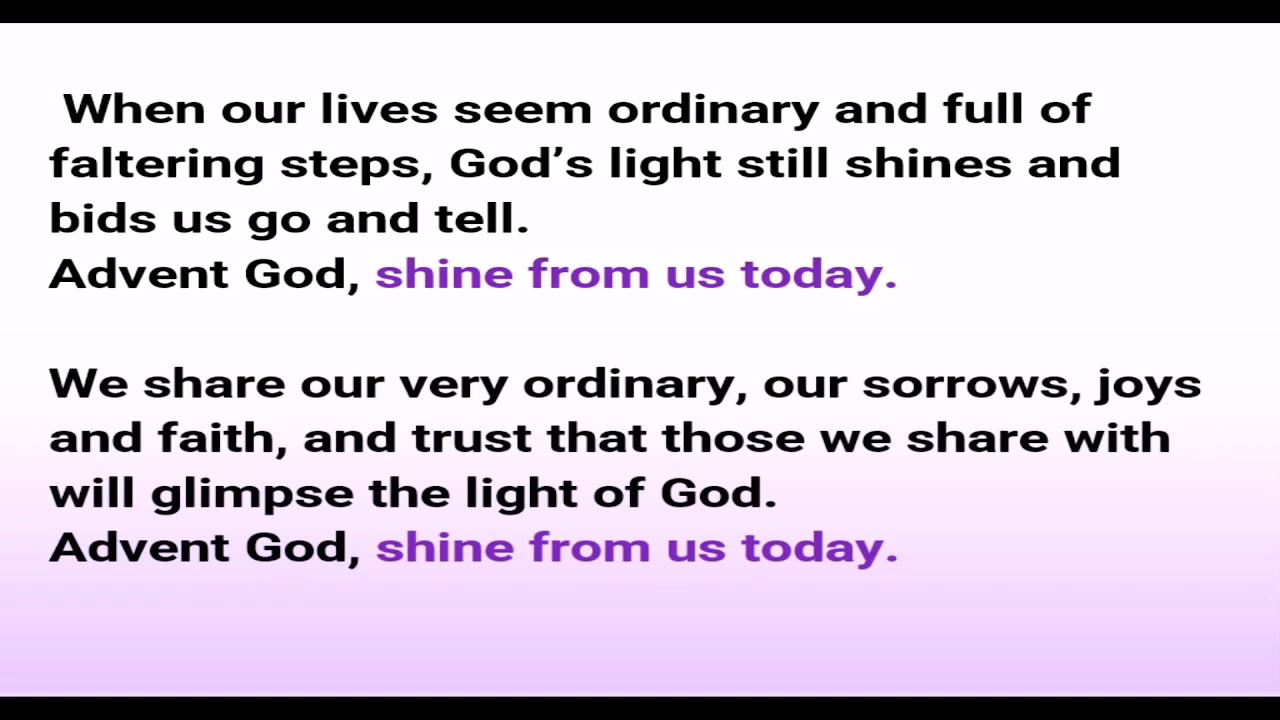 When our lives seem ordinary and full of
faltering steps, God’s light still shines and
bids us go and tell.
Advent God, shine from us today.
We share our very ordinary, our sorrows, joys
and faith, and trust that those we share with
will glimpse the light of God.
Advent God, shine from us today.